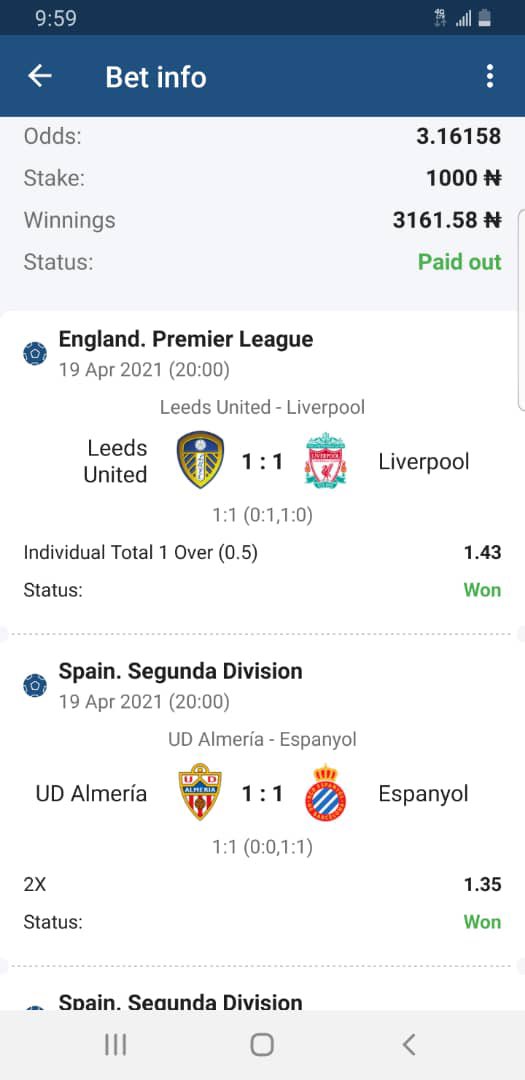 9:59
4G
Bet info
Odds: 3.16158
Stake: 1000 ₦
Winnings 3161.58 ₦
Status: Paid out
England. Premier League
19 Apr 2021 (20:00)
Leeds United - Liverpool
Leeds United 1 : 1 Liverpool
1:1 (0:1,1:0)
Individual Total 1 Over (0.5) 1.43
Status: Won
Spain. Segunda Division
19 Apr 2021 (20:00)
UD Almería - Espanyol
UD Almería 1 : 1 Espanyol
1:1 (0:0,1:1)
2X 1.35
Status: Won
Spain. Segunda Division